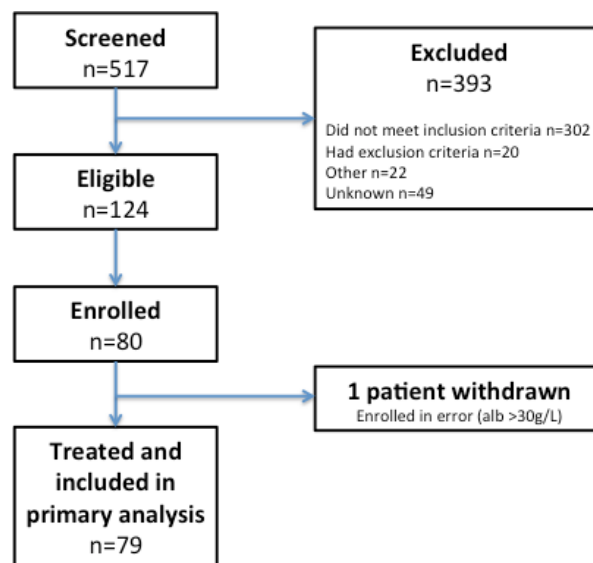 Screened
n=517
Excluded
n=393
Did not meet inclusion criteria n=302
Had exclusion criteria n=20
Other n=22
Unknown n=49
Eligible
n=124
Enrolled
n=80
1 patient withdrawn
Enrolled in error (alb >30g/L)
Treated and
included in
primary analysis
n=79